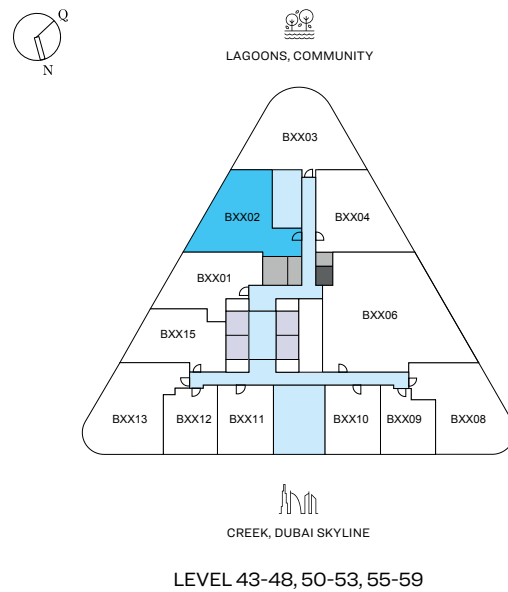 Q
N
LAGOONS, COMMUNITY
BXX03
BXX02
BXX04
BXX01
BXX06
BXX15
BXX13
BXX12
BXX11
BXX10
BXX09
BXX08
CREEK, DUBAI SKYLINE
LEVEL 43-48, 50-53, 55-59